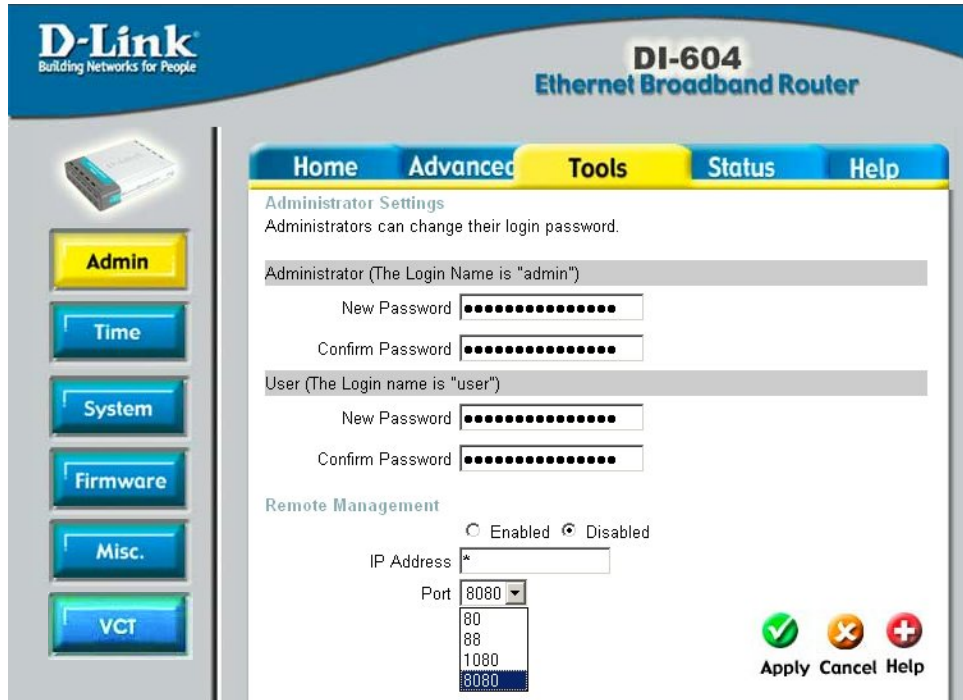 D-Link
Building Networks for People
DI-604
Ethernet Broadband Router
D-Link
Home Advanced Tools Status Help
Admin
Time
System
Firmware
Misc.
VCT
Administrator Settings
Administrators can change their login password.
Administrator (The Login Name is "admin")
New Password ●●●●●●●●●●●●●●●
Confirm Password ●●●●●●●●●●●●●●●
User (The Login name is "user")
New Password ●●●●●●●●●●●●●●●
Confirm Password ●●●●●●●●●●●●●●●
Remote Management
Enabled Disabled
IP Address *
Port 8080
80
88
1080
8080
Apply Cancel Help